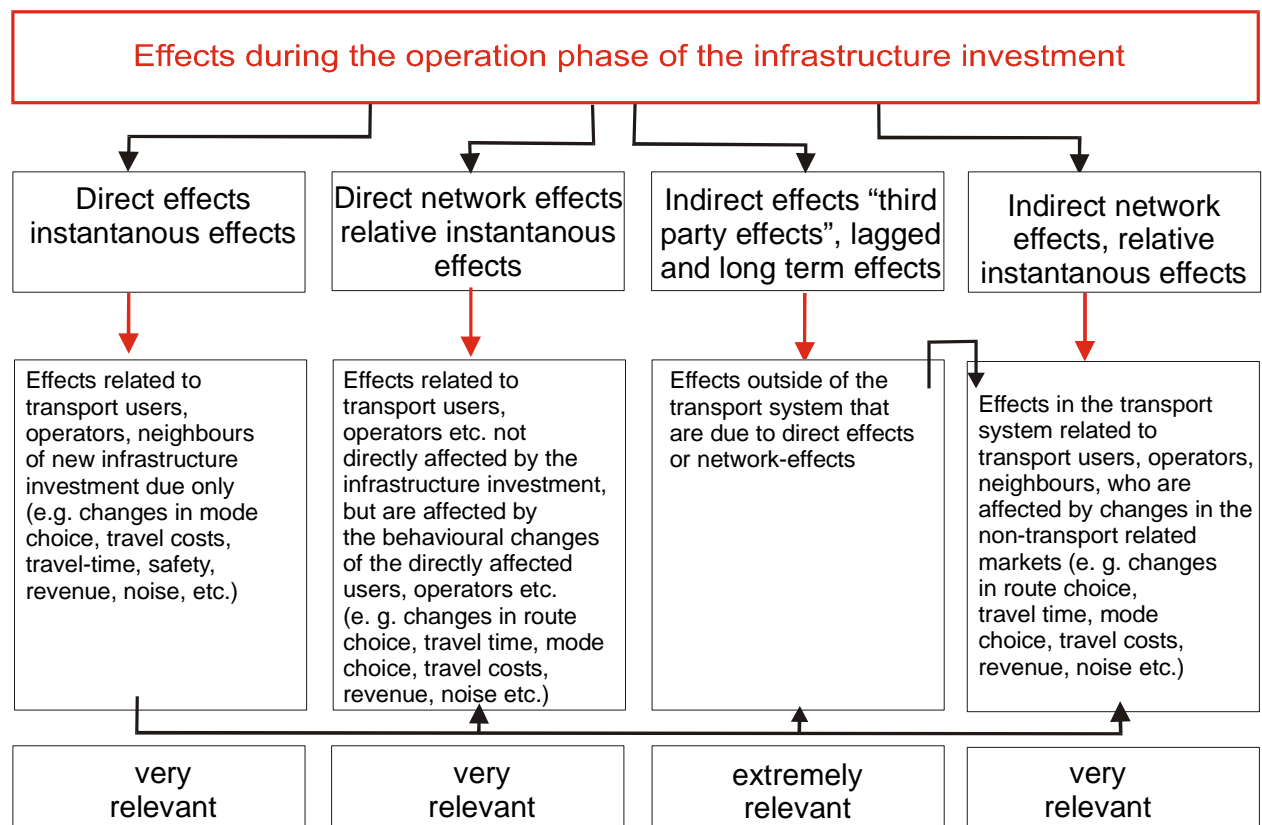 Effects during the operation phase of the infrastructure investment
Direct effects
instantanous effects
Direct network effects
relative instantanous
effects
Indirect effects “third
party effects”, lagged
and long term effects
Indirect network
effects, relative
instantanous effects
Effects related to
transport users,
operators, neighbours
of new infrastructure
investment due only
(e.g. changes in mode
choice, travel costs,
travel-time, safety,
revenue, noise, etc.)
Effects related to
transport users,
operators etc. not
directly affected by the
infrastructure investment,
but are affected by
the behavioural changes
of the directly affected
users, operators etc.
(e. g. changes in route
choice, travel time, mode
choice, travel costs,
revenue, noise etc.)
Effects outside of the
transport system that
are due to direct effects
or network-effects
Effects in the transport
system related to
transport users, operators,
neighbours, who are
affected by changes in the
non-transport related
markets (e. g. changes
in route choice,
travel time, mode
choice, travel costs,
revenue, noise etc.)
very
relevant
very
relevant
extremely
relevant
very
relevant